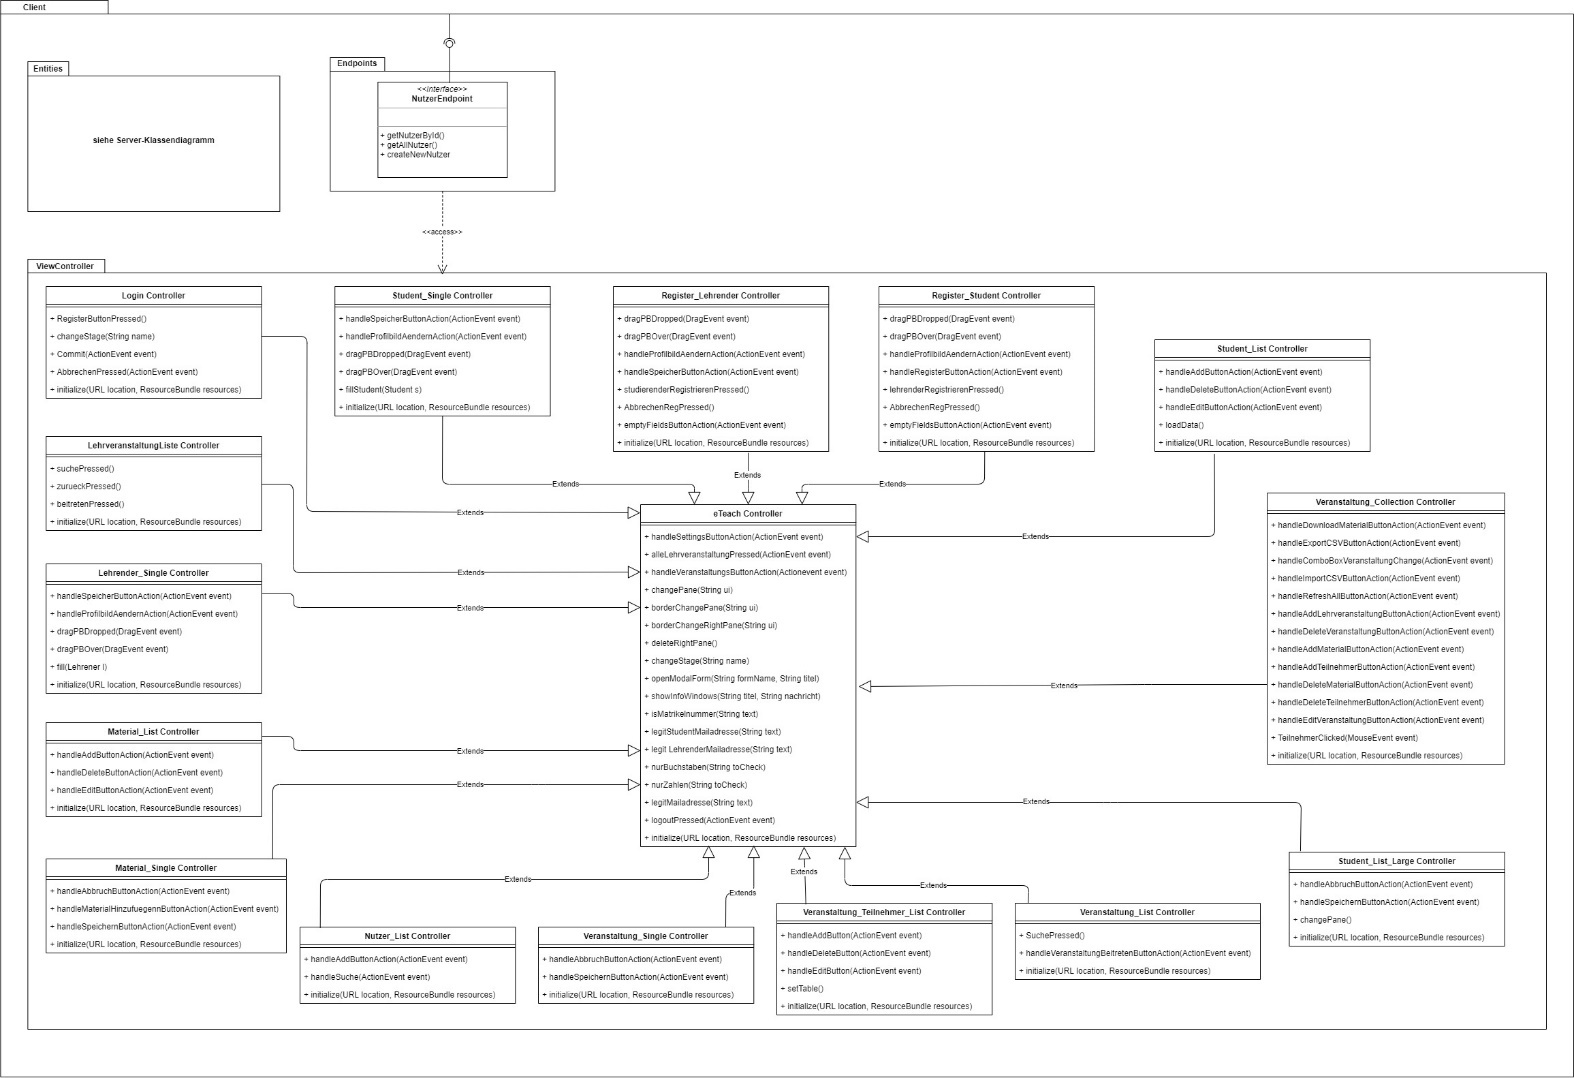 Client
Entities
siehe Server-Klassendiagramm
Endpoints
<<interface>>
NutzerEndpoint
+ getNutzerById()
+ getAllNutzer()
+ createNewNutzer
<<access>>
ViewController
Login Controller
+ RegisterButtonPressed()
+ changeStage(String name)
+ Commit(ActionEvent event)
+ AbbrechenPressed(ActionEvent event)
+ initialize(URL location, ResourceBundle resources)
Student_Single Controller
+ handleSpeicherButtonAction(ActionEvent event)
+ handleProfilbildAendernAction(ActionEvent event)
+ dragPBDropped(DragEvent event)
+ dragPBOver(DragEvent event)
+ fillStudent(Student s)
+ initialize(URL location, ResourceBundle resources)
Register_Lehrender Controller
+ dragPBDropped(DragEvent event)
+ dragPBOver(DragEvent event)
+ handleProfilbildAendernAction(ActionEvent event)
+ handleSpeicherButtonAction(ActionEvent event)
+ studierenderRegistrierenPressed()
+ AbbrechenRegPressed()
+ emptyFieldsButtonAction(ActionEvent event)
+ initialize(URL location, ResourceBundle resources)
Register_Student Controller
+ dragPBDropped(DragEvent event)
+ dragPBOver(DragEvent event)
+ handleProfilbildAendernAction(ActionEvent event)
+ handleRegisterButtonAction(ActionEvent event)
+ lehrenderRegistrierenPressed()
+ AbbrechenRegPressed()
+ emptyFieldsButtonAction(ActionEvent event)
+ initialize(URL location, ResourceBundle resources)
Student_List Controller
+ handleAddButtonAction(ActionEvent event)
+ handleDeleteButtonAction(ActionEvent event)
+ handleEditButtonAction(ActionEvent event)
+ loadData()
+ initialize(URL location, ResourceBundle resources)
LehrveranstaltungListe Controller
+ suchePressed()
+ zurueckPressed()
+ beitretenPressed()
+ initialize(URL location, ResourceBundle resources)
Extends
Extends
Extends
Extends
Extends
Extends
Extends
Extends
Extends
Extends
Extends
eTeach Controller
+ handleSettingsButtonAction(ActionEvent event)
+ alleLehrveranstaltungPressed(ActionEvent event)
+ handleVeranstaltungsButtonAction(Actionevent event)
+ changePane(String ui)
+ borderChangePane(String ui)
+ borderChangeRightPane(String ui)
+ deleteRightPane()
+ changeStage(String name)
+ openModalForm(String formName, String titel)
+ showInfoWindows(String titel, String nachricht)
+ isMatrikelnummer(String text)
+ legitStudentMailadresse(String text)
+ legit LehrenderMailadresse(String text)
+ nurBuchstaben(String toCheck)
+ nurZahlen(String toCheck)
+ legitMailadresse(String text)
+ logoutPressed(ActionEvent event)
+ initialize(URL location, ResourceBundle resources)
Veranstaltung_Collection Controller
+ handleDownloadMaterialButtonAction(ActionEvent event)
+ handleExportCSVButtonAction(ActionEvent event)
+ handleComboBoxVeranstaltungChange(ActionEvent event)
+ handleImportCSVButtonAction(ActionEvent event)
+ handleRefreshAllButtonAction(ActionEvent event)
+ handleAddLehrveranstaltungButtonAction(ActionEvent event)
+ handleDeleteVeranstaltungButtonAction(ActionEvent event)
+ handleAddMaterialButtonAction(ActionEvent event)
+ handleAddTeilnehmerButtonAction(ActionEvent event)
+ handleDeleteMaterialButtonAction(ActionEvent event)
+ handleDeleteTeilnehmerButtonAction(ActionEvent event)
+ handleEditVeranstaltungButtonAction(ActionEvent event)
+ TeilnehmerClicked(MouseEvent event)
+ initialize(URL location, ResourceBundle resources)
Lehrender_Single Controller
+ handleSpeicherButtonAction(ActionEvent event)
+ handleProfilbildAendernAction(ActionEvent event)
+ dragPBDropped(DragEvent event)
+ dragPBOver(DragEvent event)
+ fill(Lehrener l)
+ initialize(URL location, ResourceBundle resources)
Material_List Controller
+ handleAddButtonAction(ActionEvent event)
+ handleDeleteButtonAction(ActionEvent event)
+ handleEditButtonAction(ActionEvent event)
+ initialize(URL location, ResourceBundle resources)
Material_Single Controller
+ handleAbbruchButtonAction(ActionEvent event)
+ handleMaterialHinzufuegennButtonAction(ActionEvent event)
+ handleSpeichernButtonAction(ActionEvent event)
+ initialize(URL location, ResourceBundle resources)
Extends
Extends
Extends
Extends
Nutzer_List Controller
+ handleAddButtonAction(ActionEvent event)
+ handleSuche(ActionEvent event)
+ initialize(URL location, ResourceBundle resources)
Veranstaltung_Single Controller
+ handleAbbruchButtonAction(ActionEvent event)
+ handleSpeichernButtonAction(ActionEvent event)
+ initialize(URL location, ResourceBundle resources)
Veranstaltung_Teilnehmer_List Controller
+ handleAddButton(ActionEvent event)
+ handleDeleteButton(ActionEvent event)
+ handleEditButton(ActionEvent event)
+ setTable()
+ initialize(URL location, ResourceBundle resources)
Veranstaltung_List Controller
+ SuchePressed()
+ handleVeranstaltungBeitretenButtonAction(ActionEvent event)
+ initialize(URL location, ResourceBundle resources)
Student_List_Large Controller
+ handleAbbruchButtonAction(ActionEvent event)
+ handleSpeichernButtonAction(ActionEvent event)
+ changePane()
+ initialize(URL location, ResourceBundle resources)